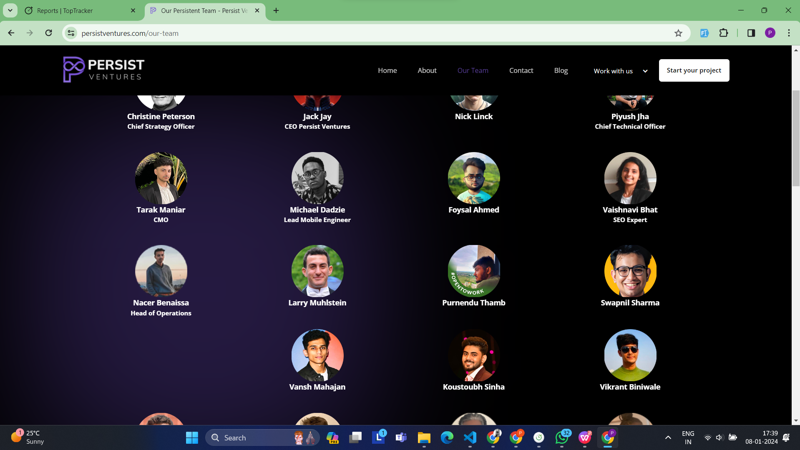 Reports | TopTracker
Our Persistent Team - Persist Ve
persistventures.com/our-team
P
PERSIST
VENTURES
Home
About
Our Team
Contact
Blog
Work with us
Start your project
Christine Peterson
Chief Strategy Officer
Jack Jay
CEO Persist Ventures
Nick Linck
Piyush Jha
Chief Technical Officer
Tarak Maniar
CMO
Michael Dadzie
Lead Mobile Engineer
Foysal Ahmed
Vaishnavi Bhat
SEO Expert
Nacer Benaissa
Head of Operations
Larry Muhlstein
#OPENTOWORK
Purnendu Thamb
Swapnil Sharma
Vansh Mahajan
Koustoubh Sinha
Vikrant Biniwale
1
25°C
Sunny
Search
1
32
ENG
IN
17:39
08-01-2024